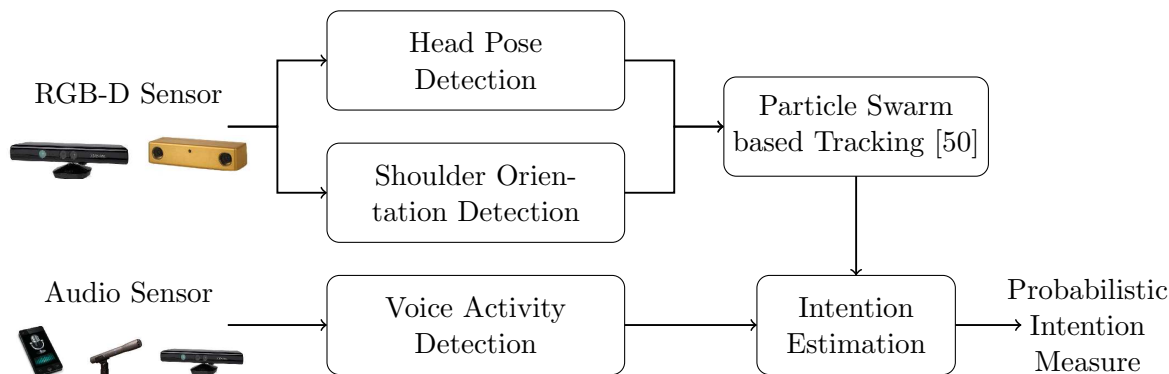 Head Pose
Detection
RGB-D Sensor
Particle Swarm
based Tracking [50]
Shoulder Orien-
tation Detection
Audio Sensor
Voice Activity
Detection
Intention
Estimation
Probabilistic
Intention
Measure